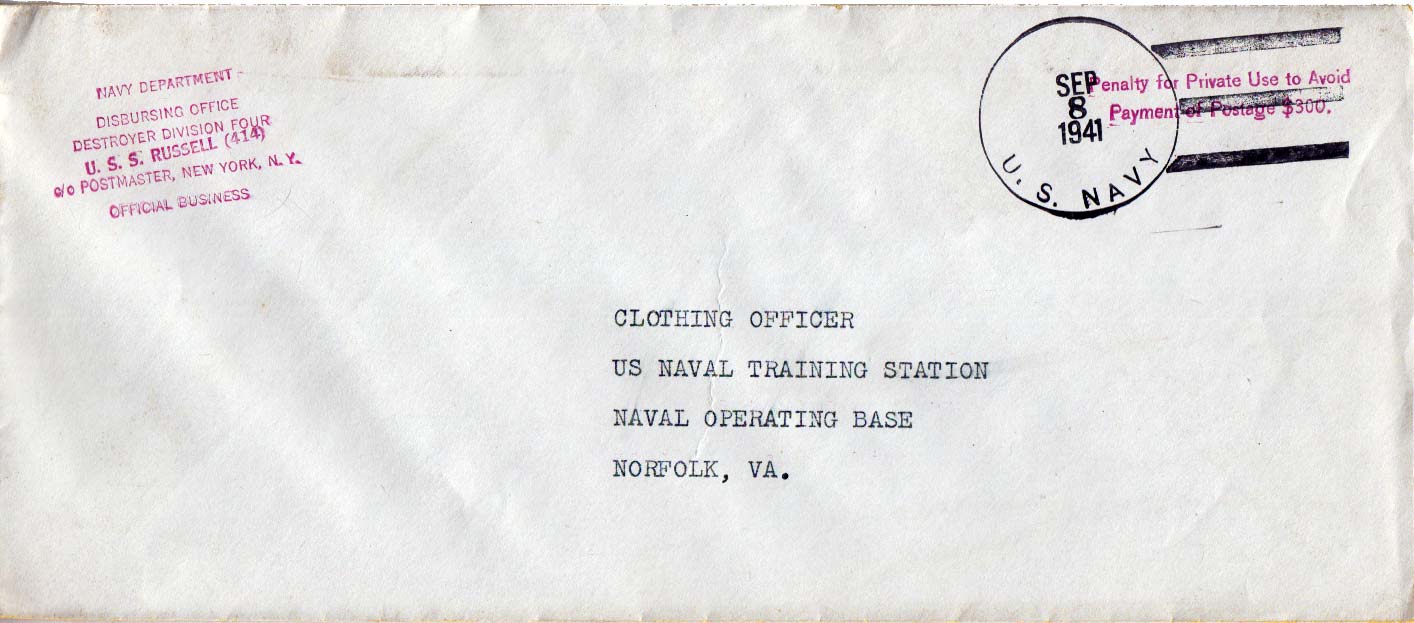 NAVY DEPARTMENT
DISBURSING OFFICE
DESTROYER DIVISION FOUR
U. S. S. RUSSELL (414)
c/o POSTMASTER, NEW YORK, N. Y.
OFFICIAL BUSINESS
SEP
8
1941
U. S. NAVY
Penalty for Private Use to Avoid
Payment of Postage $300.
CLOTHING OFFICER
US NAVAL TRAINING STATION
NAVAL OPERATING BASE
NORFOLK, VA.